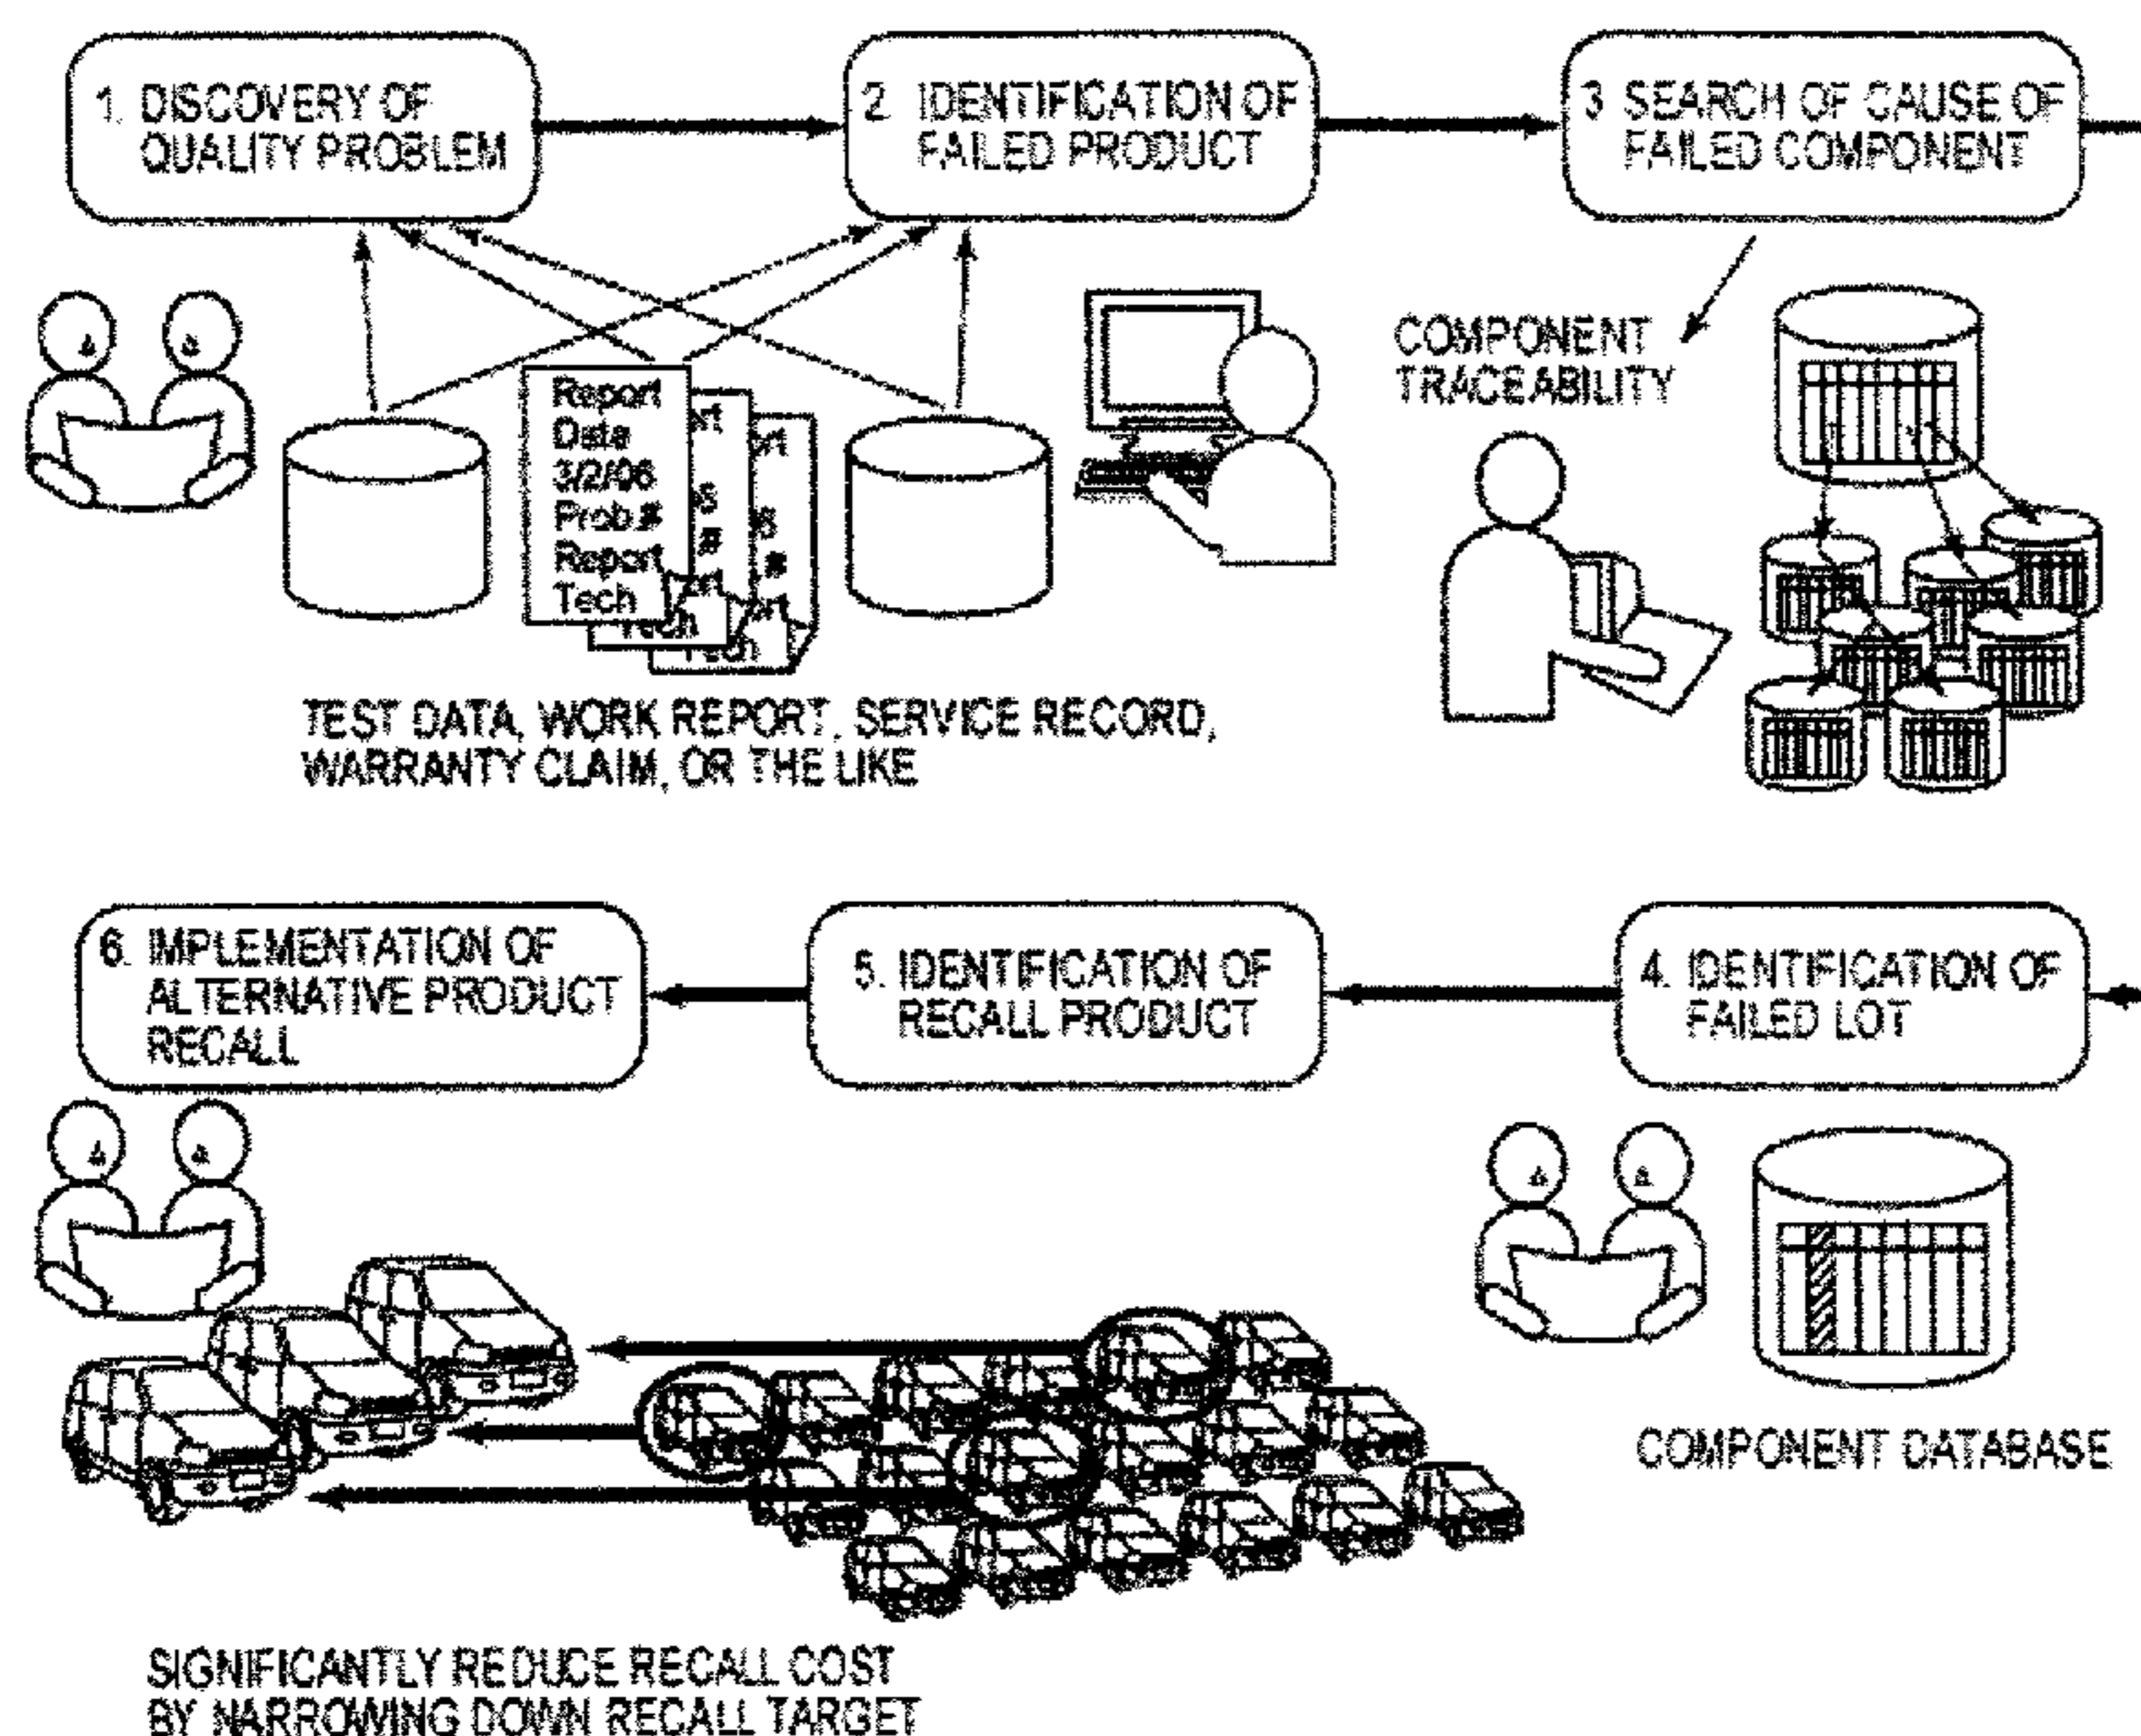 1. DISCOVERY OF
QUALITY PROBLEM
2. IDENTIFICATION OF
FAILED PRODUCT
3 SEARCH OF CAUSE OF
FAILED COMPONENT
Report
Data
3/2/06
Prob.#
Report
Tech
S
#
Tech
S
#
Tech
COMPONENT
TRACEABILITY
TEST DATA, WORK REPORT, SERVICE RECORD,
WARRANTY CLAIM, OR THE LIKE
6. IMPLEMENTATION OF
ALTERNATIVE PRODUCT
RECALL
5. IDENTIFICATION OF
RECALL PRODUCT
4. IDENTIFICATION OF
FAILED LOT
COMPONENT DATABASE
SIGNIFICANTLY REDUCE RECALL COST
BY NARROWING DOWN RECALL TARGET